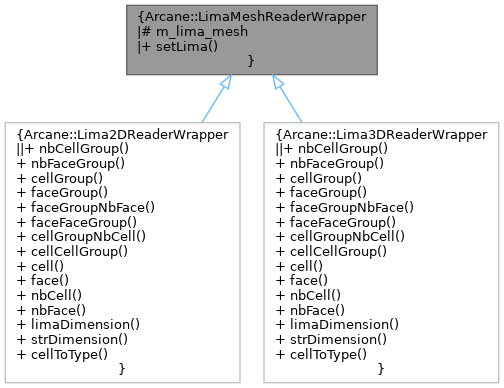 {Arcane::LimaMeshReaderWrapper
|# m_lima_mesh
|+ setLima()
}
{Arcane::Lima2DReaderWrapper
||+ nbCellGroup()
+ nbFaceGroup()
+ cellGroup()
+ faceGroup()
+ faceGroupNbFace()
+ faceFaceGroup()
+ cellGroupNbCell()
+ cellCellGroup()
+ cell()
+ face()
+ nbCell()
+ nbFace()
+ limaDimension()
+ strDimension()
+ cellToType()
}
{Arcane::Lima3DReaderWrapper
||+ nbCellGroup()
+ nbFaceGroup()
+ cellGroup()
+ faceGroup()
+ faceGroupNbFace()
+ faceFaceGroup()
+ cellGroupNbCell()
+ cellCellGroup()
+ cell()
+ face()
+ nbCell()
+ nbFace()
+ limaDimension()
+ strDimension()
+ cellToType()
}